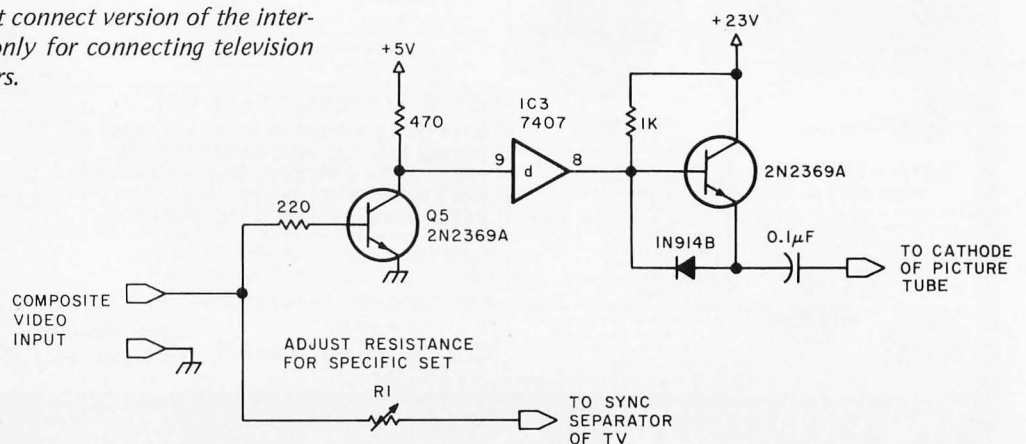 t connect version of the inter-
only for connecting television
rs.
+23V
+5V
470
IC3
7407
1K
9
d
8
2N2369A
220
Q5
2N2369A
1N914B
0.1µF
TO CATHODE
OF PICTURE
TUBE
COMPOSITE
VIDEO
INPUT
ADJUST RESISTANCE
FOR SPECIFIC SET
R1
TO SYNC
SEPARATOR
OF TV